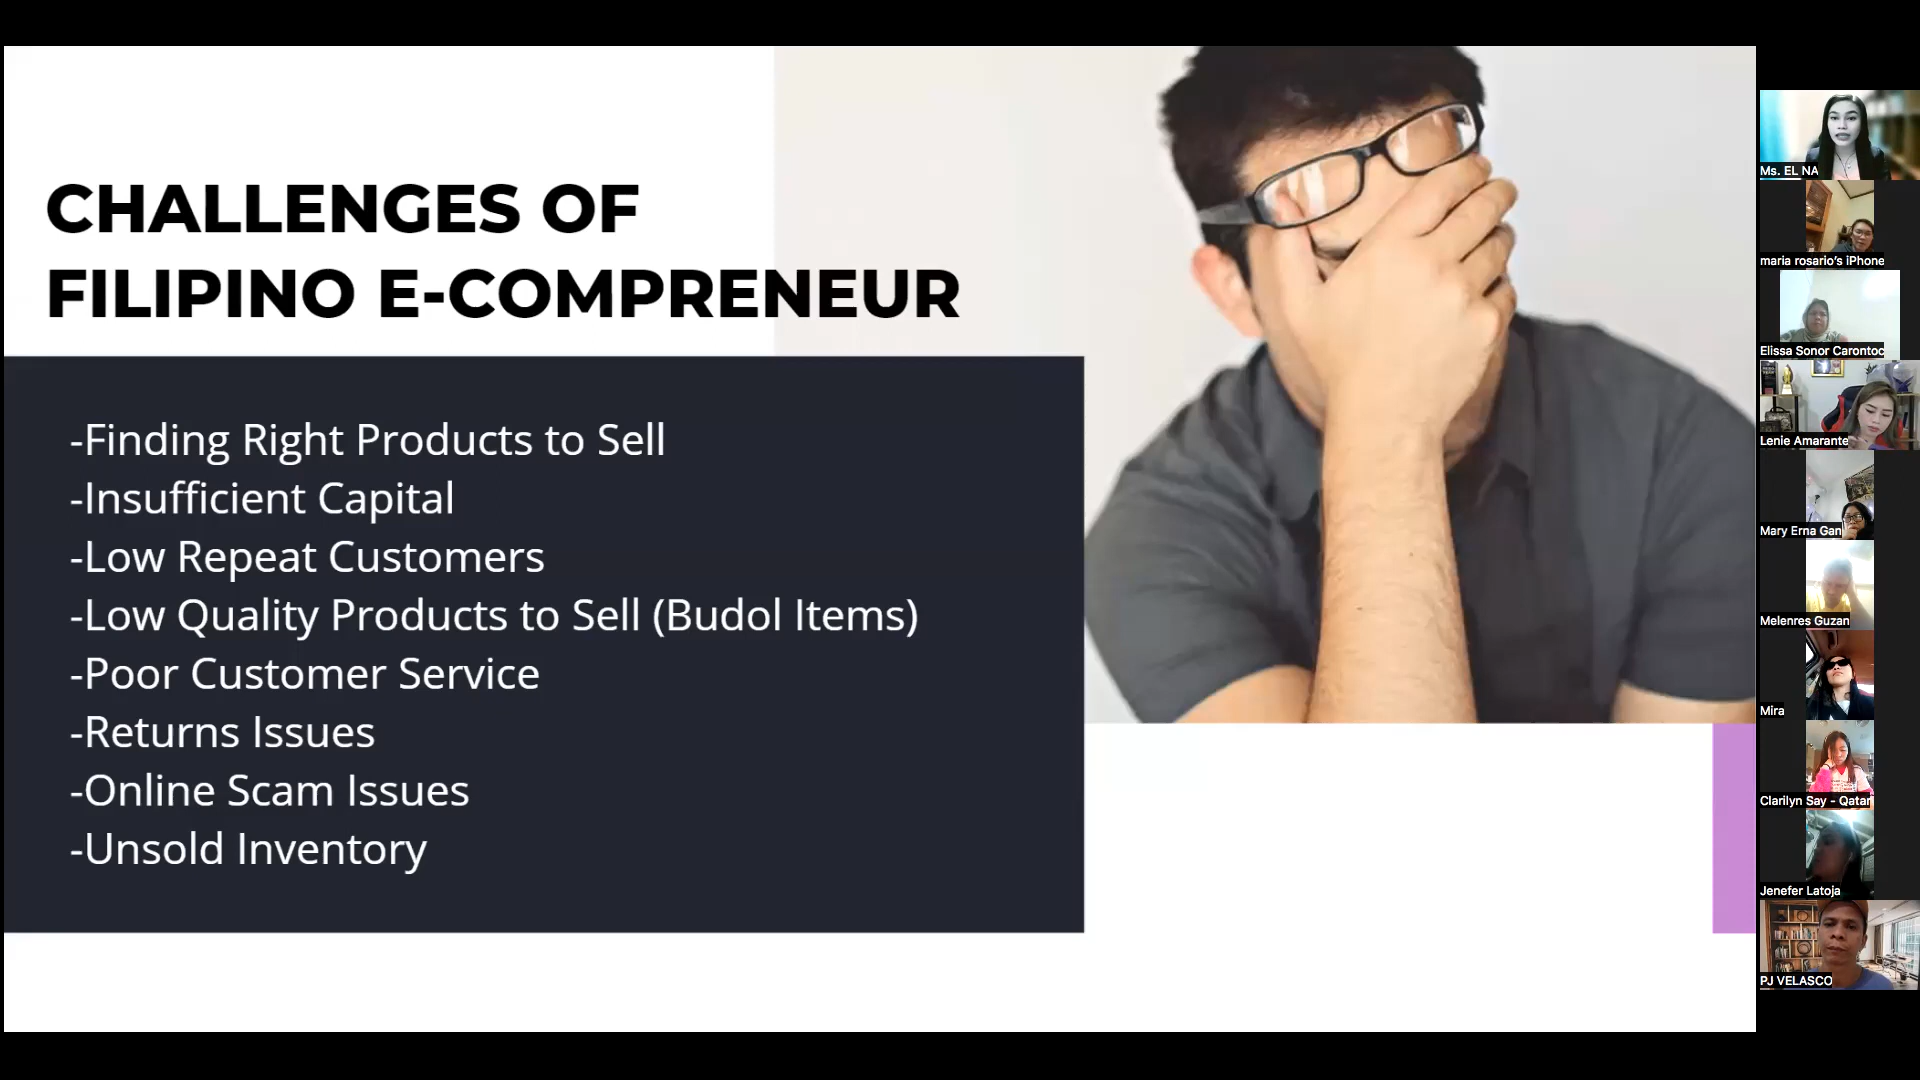 CHALLENGES OF
FILIPINO E-COMPRENEUR
-Finding Right Products to Sell
-Insufficient Capital
-Low Repeat Customers
-Low Quality Products to Sell (Budol Items)
-Poor Customer Service
-Returns Issues
-Online Scam Issues
-Unsold Inventory
Ms. EL NA
maria rosario's iPhone
Elissa Sonor Carontoc
Lenie Amarante
Mary Erna Gan
Melenres Guzan
Mira
Clarilyn Say - Qatar
Jenefer Latoja
PJ VELASCO